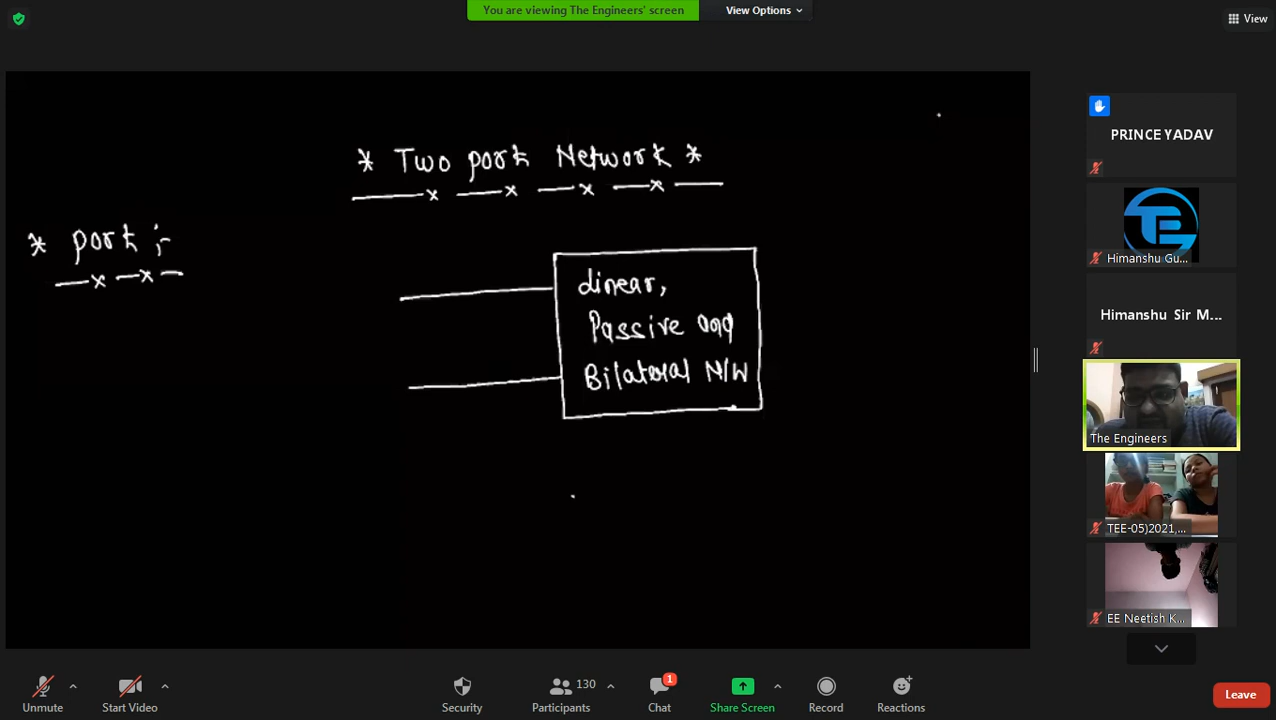 You are viewing The Engineers' screen
View Options
View
* Two port Network *
* port :-
Linear,
Passive and
Bilateral N/W
PRINCE YADAV
Himanshu Gu...
Himanshu Sir M...
The Engineers
TEE-05)2021,...
EE Neetish K...
Unmute
Start Video
Security
130
Participants
1
Chat
Share Screen
Record
Reactions
Leave